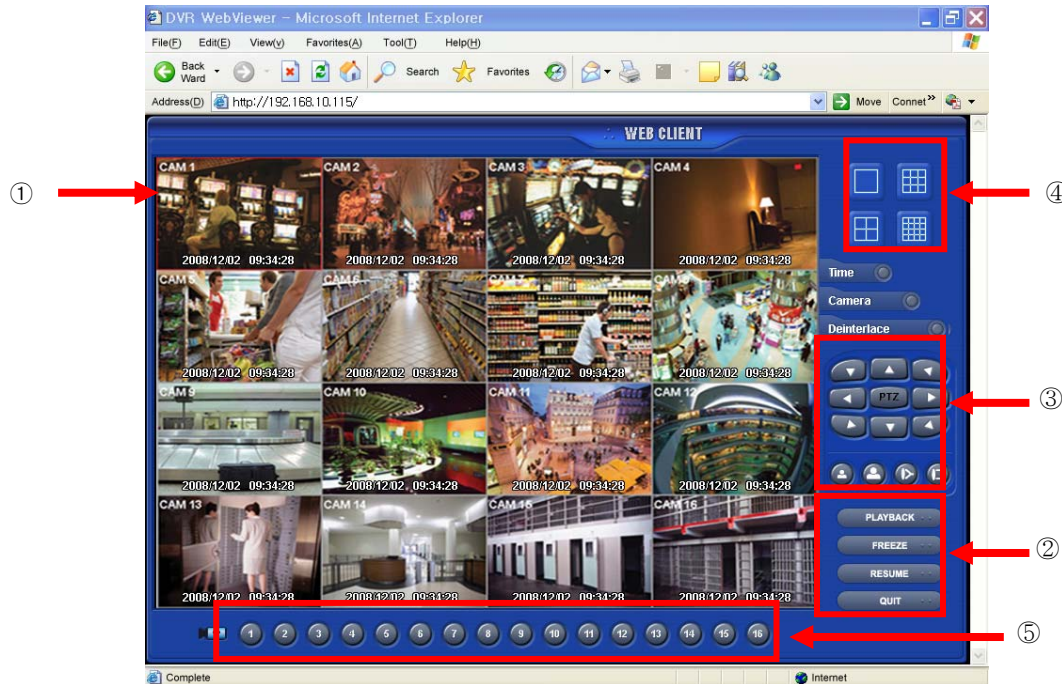 DVR WebViewer - Microsoft Internet Explorer
File(F) Edit(E) View(v) Favorites(A) Tool(T) Help(H)
Back Ward Search Favorites
Address(D) http://192.168.10.115/ Move Connet»
WEB CLIENT
①
CAM 1 CAM 2 CAM 3 CAM 4
2008/12/02 09:34:28 2008/12/02 09:34:28 2008/12/02 09:34:28 2008/12/02 09:34:28
④
Time
Camera
Deinterlace
CAM 5 CAM 6 CAM 7 CAM 8
2008/12/02 09:34:28 2008/12/02 09:34:28 2008/12/02 09:34:28 2008/12/02 09:34:28
PTZ
③
CAM 9 CAM 10 CAM 11 CAM 12
2008/12/02 09:34:28 2008/12/02 09:34:28 2008/12/02 09:34:28 2008/12/02 09:34:28
CAM 13 CAM 14 CAM 15 CAM 16
2008/12/02 09:34:28 2008/12/02 09:34:28 2008/12/02 09:34:28 2008/12/02 09:34:28
PLAYBACK
FREEZE
RESUME
QUIT
②
1 2 3 4 5 6 7 8 9 10 11 12 13 14 15 16
⑤
Complete Internet